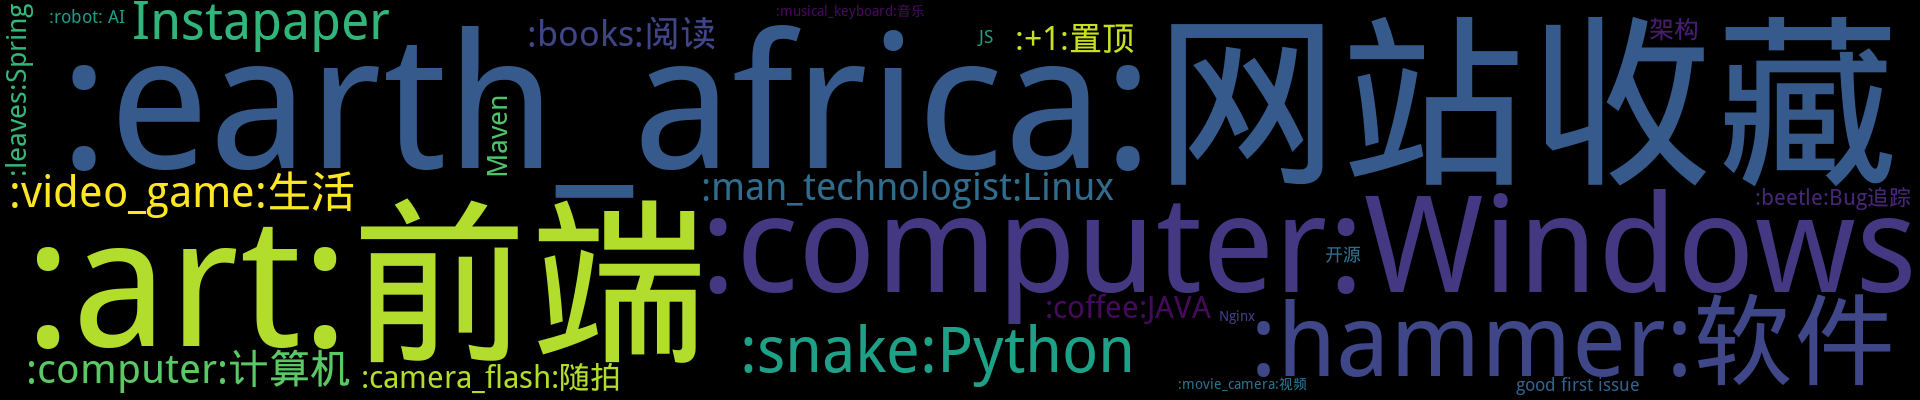 :robot: AI
Instapaper
:books:阅读
:musical_keyboard:音乐
JS
:+1:置顶
架构
:leaves:Spring
:earth_africa:网站收藏
Maven
:video_game:生活
:man_technologist:Linux
:beetle:Bug追踪
:art:前端
:computer:Windows
开源
:coffee:JAVA
Nginx
:snake:Python
:hammer:软件
:computer:计算机
:camera_flash:随拍
:movie_camera:视频
good first issue